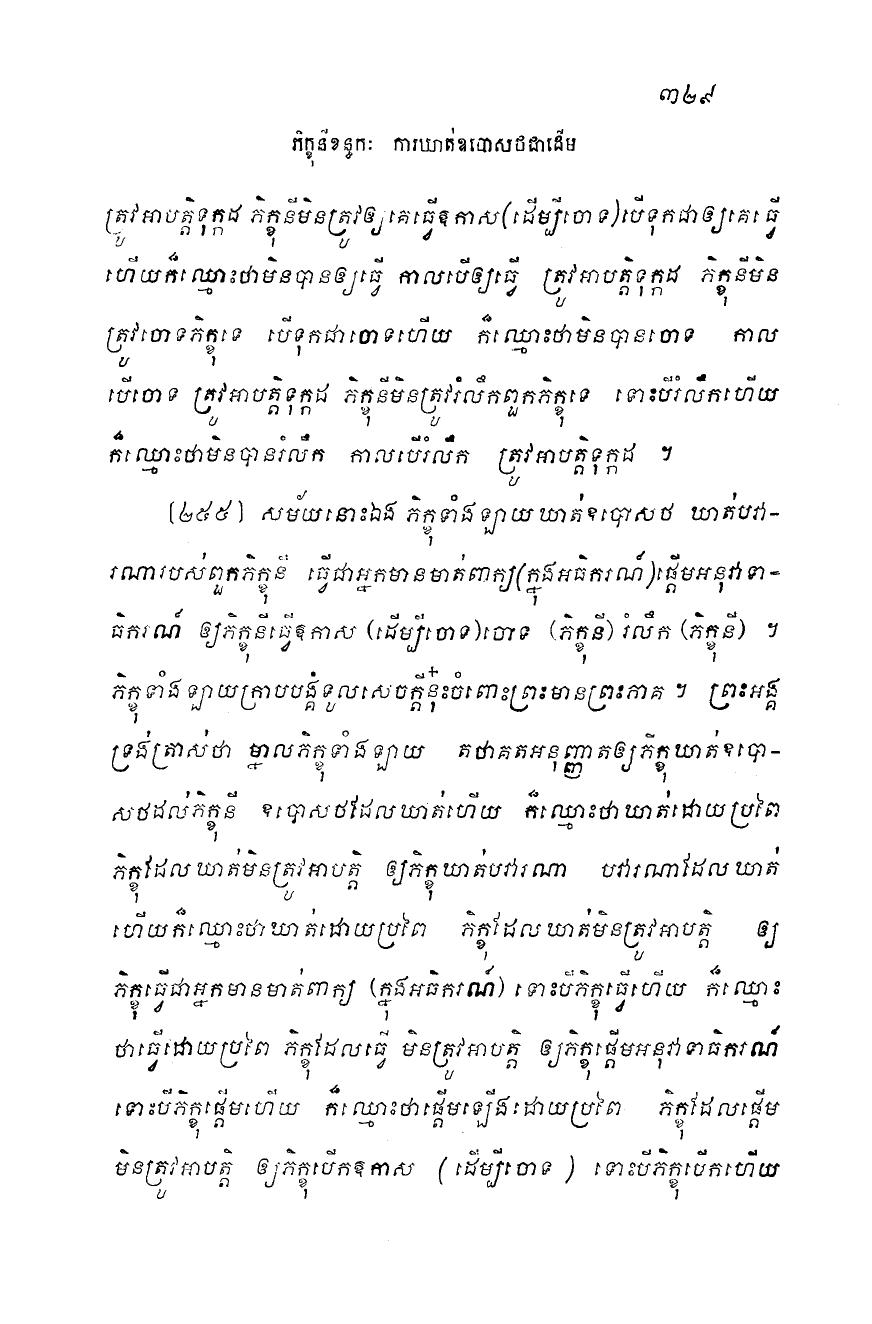 ៣២៩
ភិក្ខុនីខន្ធកៈ ការឃាត់ឧបោសថជាដើម
ត្រូវអាបត្តិទុក្កដ ភិក្ខុនីមិនត្រូវឲ្យគេធ្វើឱកាស(ដើម្បីចោទ)បើទុកជាឲ្យគេធ្វើ
ហើយក៏ឈ្មោះថាមិនបានឲ្យធ្វើ កាលបើឲ្យធ្វើ ត្រូវអាបត្តិទុក្កដ ភិក្ខុនីមិន
ត្រូវចោទភិក្ខុទេ បើទុកជាចោទហើយ ក៏ឈ្មោះថាមិនបានចោទ កាល
បើចោទ ត្រូវអាបត្តិទុក្កដ ភិក្ខុនីមិនត្រូវរំលឹកពួកភិក្ខុទេ ទោះបីរំលឹកហើយ
ក៏ឈ្មោះថាមិនបានរំលឹក កាលបើរំលឹក ត្រូវអាបត្តិទុក្កដ ។
(២៥៥) សម័យនោះឯង ភិក្ខុទាំងឡាយឃាត់ឧបោសថ ឃាត់បវា-
រណារបស់ពួកភិក្ខុនី ធ្វើជាអ្នកមានមាត់ពាក្យ(ក្នុងអធិករណ៍)ផ្តើមអនុវាទា-
ធិករណ៍ ឲ្យភិក្ខុនីធ្វើឱកាស (ដើម្បីចោទ)ចោទ (ភិក្ខុនី) រំលឹក (ភិក្ខុនី) ។
ភិក្ខុទាំងឡាយក្រាបបង្គំទូលសេចក្តីនុ៎ះចំពោះព្រះមានព្រះភាគ ។ ព្រះអង្គ
ទ្រង់ត្រាស់ថា ម្នាលភិក្ខុទាំងឡាយ តថាគតអនុញ្ញាតឲ្យភិក្ខុឃាត់ឧបោ-
សថដល់ភិក្ខុនី ឧបោសថដែលឃាត់ហើយ ក៏ឈ្មោះថាឃាត់ដោយប្រពៃ
ភិក្ខុដែលឃាត់មិនត្រូវអាបត្តិ ឲ្យភិក្ខុឃាត់បវារណា បវារណាដែលឃាត់
ហើយក៏ឈ្មោះថាឃាត់ដោយប្រពៃ ភិក្ខុដែលឃាត់មិនត្រូវអាបត្តិ ឲ្យ
ភិក្ខុធ្វើជាអ្នកមានមាត់ពាក្យ (ក្នុងអធិករណ៍) ទោះបីភិក្ខុធ្វើហើយ ក៏ឈ្មោះ
ថាធ្វើដោយប្រពៃ ភិក្ខុដែលធ្វើ មិនត្រូវអាបត្តិ ឲ្យភិក្ខុផ្តើមអនុវាទាធិករណ៍
ទោះបីភិក្ខុផ្តើមហើយ ក៏ឈ្មោះថាផ្តើមឡើងដោយប្រពៃ ភិក្ខុដែលផ្តើម
មិនត្រូវអាបត្តិ ឲ្យភិក្ខុបើកឱកាស (ដើម្បីចោទ) ទោះបីភិក្ខុបើកហើយ